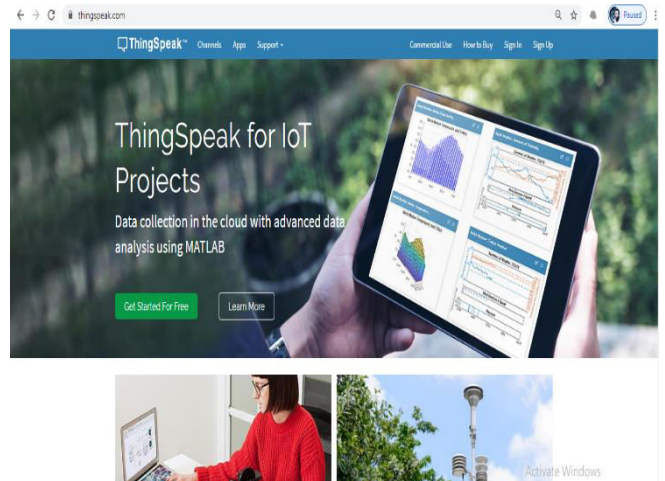 thingspeak.com
Paused
ThingSpeak™ Channels Apps Support Commercial Use How to Buy Sign In Sign Up
ThingSpeak for IoT
Projects
Data collection in the cloud with advanced data
analysis using MATLAB
Get Started For Free Learn More
Activate Windows